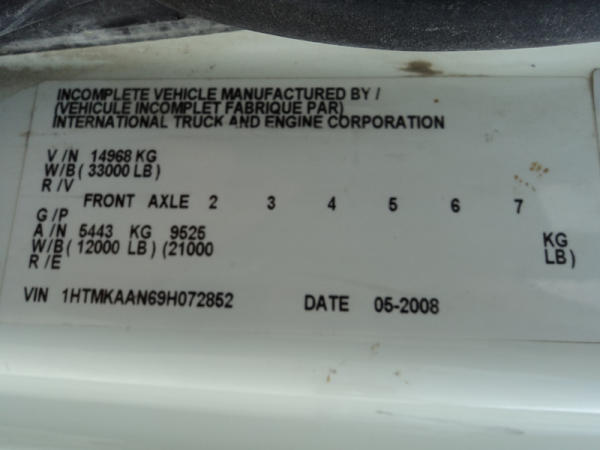 INCOMPLETE VEHICLE MANUFACTURED BY /
(VEHICULE INCOMPLET FABRIQUE PAR)
INTERNATIONAL TRUCK AND ENGINE CORPORATION
V /N 14968 KG
W/B( 33000 LB)
R /V
FRONT AXLE 2 3 4 5 6 7
G /P
A /N 5443 KG 9525 KG
W/B( 12000 LB) (21000 LB)
R /E
VIN 1HTMKAAN69H072852 DATE 05-2008